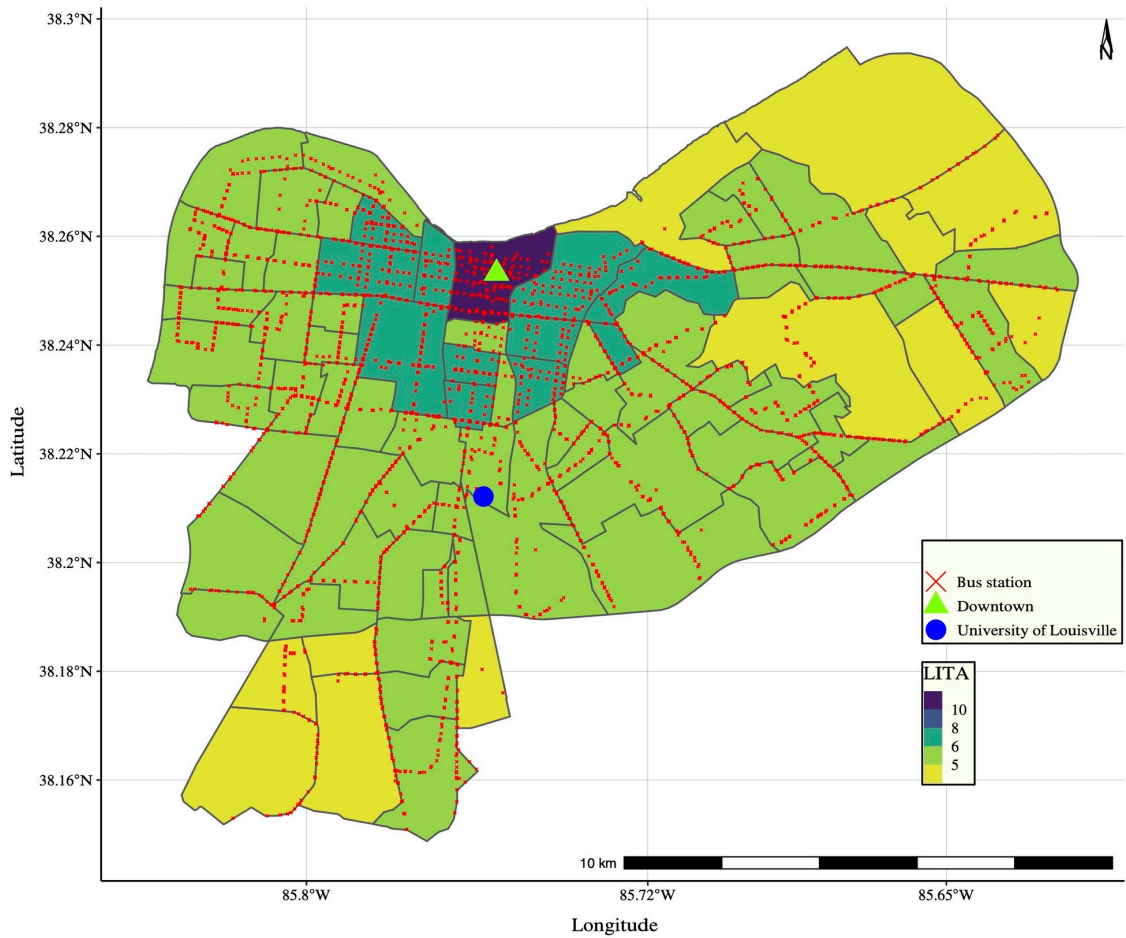 38.3°N
N
38.28°N
38.26°N
38.24°N
38.22°N
38.2°N
38.18°N
38.16°N
Latitude
Bus station
Downtown
University of Louisville
LITA
10
8
6
5
10 km
85.8°W
85.72°W
85.65°W
Longitude